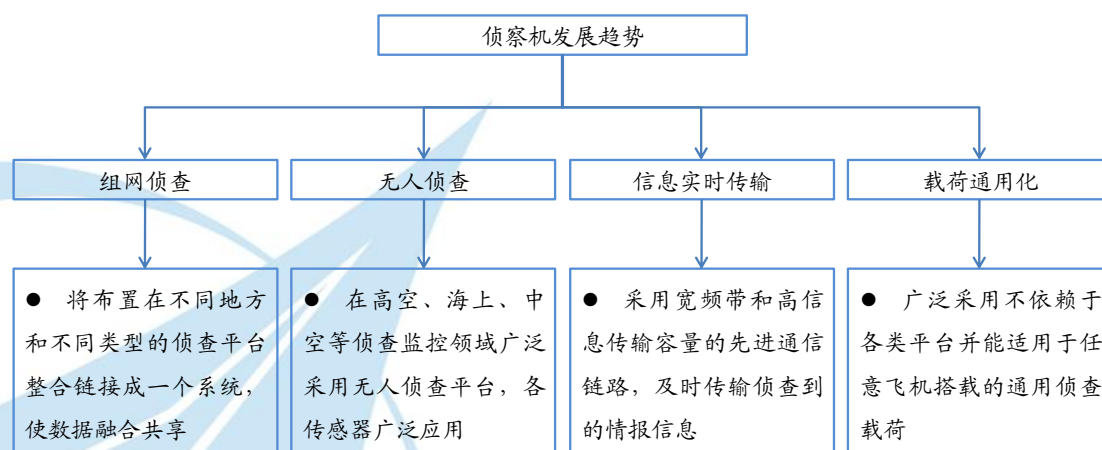 侦察机发展趋势
组网侦查
无人侦查
信息实时传输
载荷通用化
● 将布置在不同地方
和不同类型的侦查平台
整合链接成一个系统，
使数据融合共享
● 在高空、海上、中
空等侦查监控领域广泛
采用无人侦查平台，各
传感器广泛应用
● 采用宽频带和高信
息传输容量的先进通信
链路，及时传输侦查到
的情报信息
● 广泛采用不依赖于
各类平台并能适用于任
意飞机搭载的通用侦查
载荷